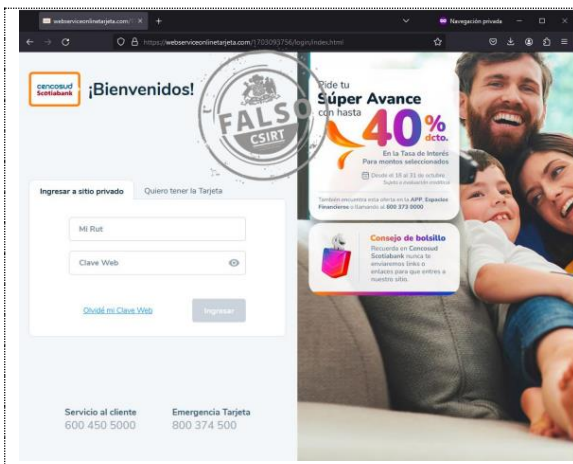 webserviceonlinetarjeta.com/
Navegación privada
https://webserviceonlinetarjeta.com/1703093756/login/index.html
cencosud
Scotiabank
¡Bienvenidos!
FALSO
CSIRT
Pide tu
Súper Avance
con hasta
40%
dcto.
En la Tasa de Interés
Para montos seleccionados
Desde el 18 al 31 de octubre
Sujeto a evaluación crediticia
También encuentra esta oferta en la APP, Espacios
Financieros o llamando al 600 373 0000
Consejo de bolsillo
Recuerda en Cencosud
Scotiabank nunca te
enviaremos links o
enlaces para que entres a
nuestro sitio.
Ingresar a sitio privado
Quiero tener la Tarjeta
Mi Rut
Clave Web
Olvidé mi Clave Web
Ingresar
Servicio al cliente
600 450 5000
Emergencia Tarjeta
800 374 500